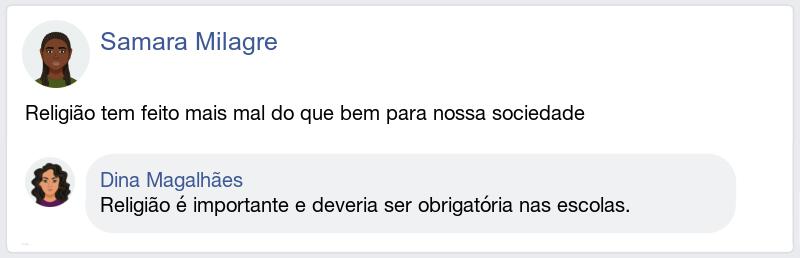 Samara Milagre
Religião tem feito mais mal do que bem para nossa sociedade
Dina Magalhães
Religião é importante e deveria ser obrigatória nas escolas.